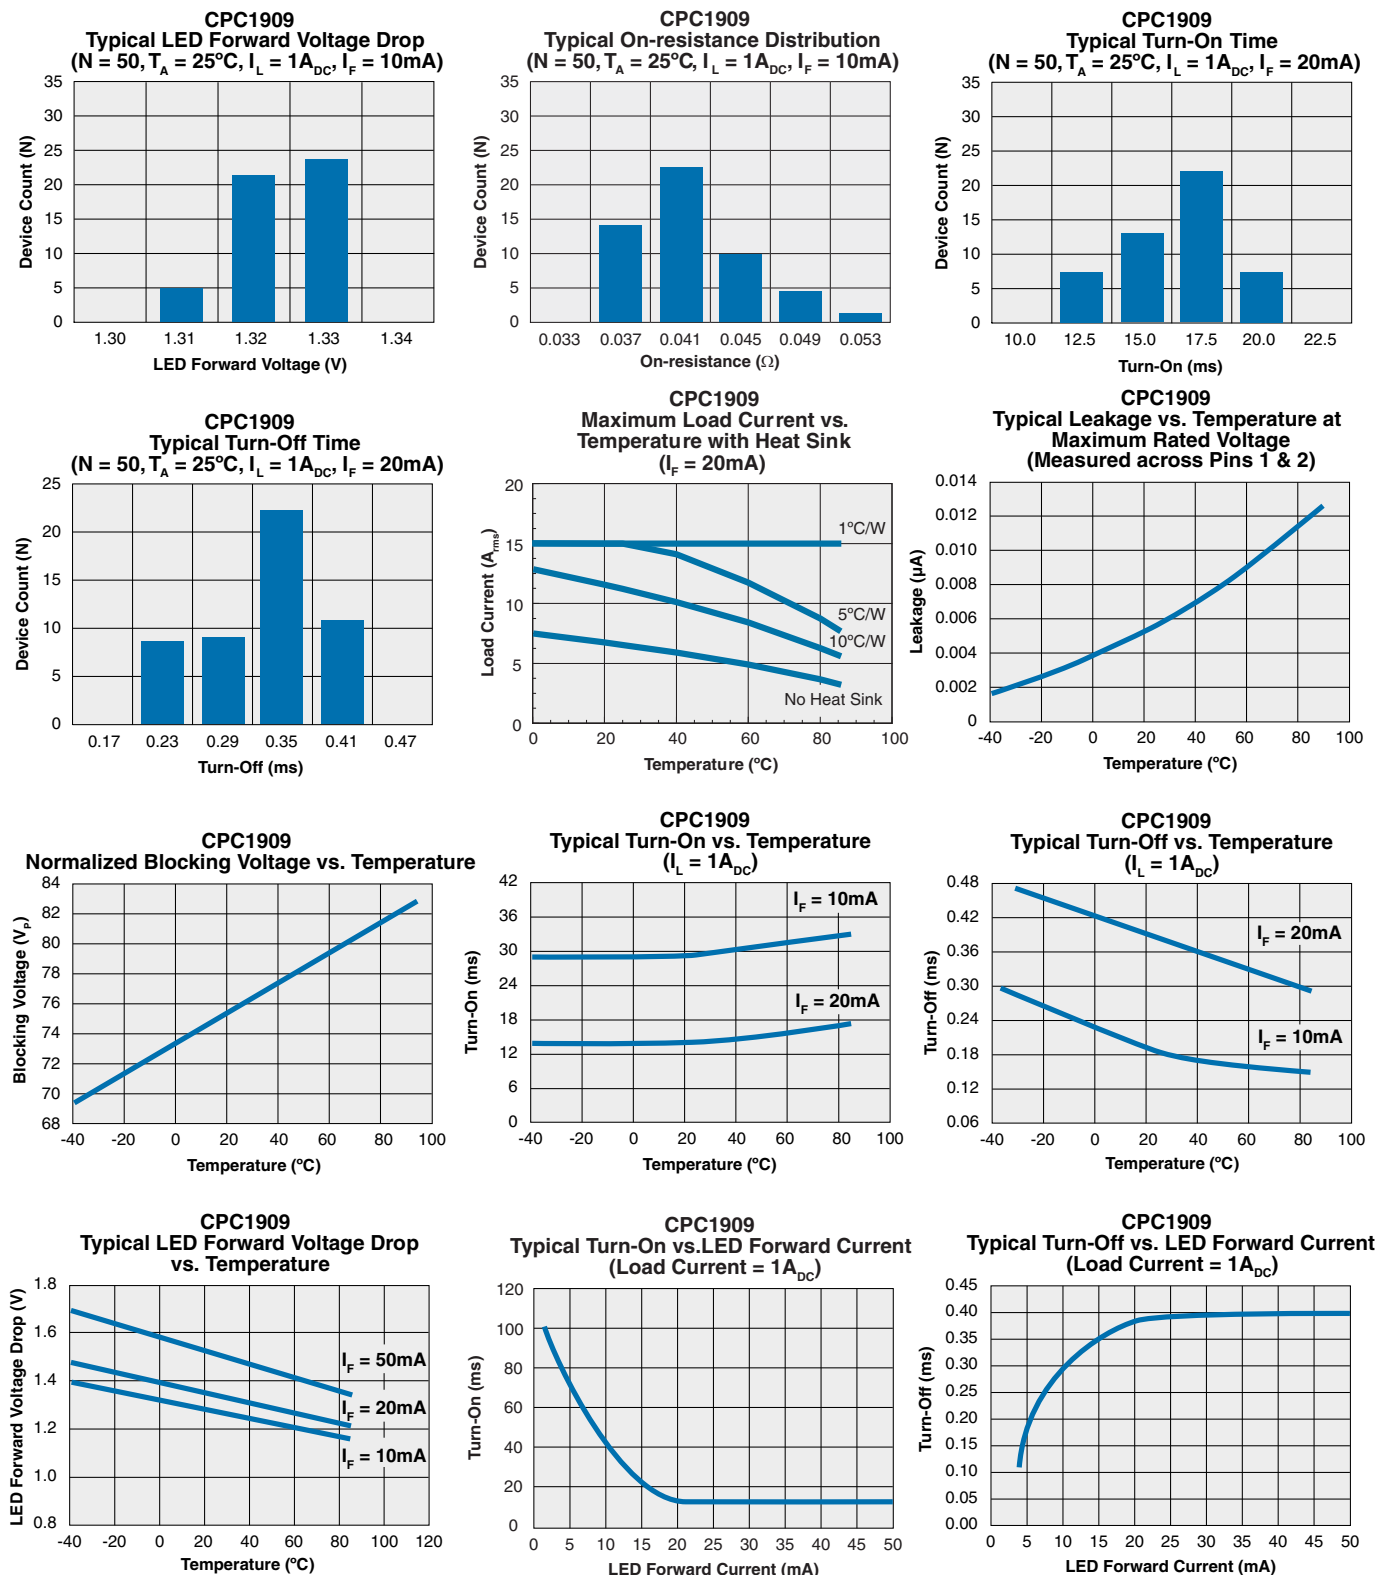 CPC1909
Typical LED Forward Voltage Drop
(N = 50, TA = 25ºC, IL = 1ADC, IF = 10mA)
Device Count (N)
35
30
25
20
15
10
5
0
1.30 1.31 1.32 1.33 1.34
LED Forward Voltage (V)
CPC1909
Typical On-resistance Distribution
(N = 50, TA = 25ºC, IL = 1ADC, IF = 10mA)
Device Count (N)
35
30
25
20
15
10
5
0
0.033 0.037 0.041 0.045 0.049 0.053
On-resistance (Ω)
CPC1909
Typical Turn-On Time
(N = 50, TA = 25ºC, IL = 1ADC, IF = 20mA)
Device Count (N)
35
30
25
20
15
10
5
0
10.0 12.5 15.0 17.5 20.0 22.5
Turn-On (ms)
CPC1909
Typical Turn-Off Time
(N = 50, TA = 25ºC, IL = 1ADC, IF = 20mA)
Device Count (N)
25
20
15
10
5
0
0.17 0.23 0.29 0.35 0.41 0.47
Turn-Off (ms)
CPC1909
Maximum Load Current vs.
Temperature with Heat Sink
(IF = 20mA)
Load Current (Arms)
20
15
10
5
0
1ºC/W
5ºC/W
10ºC/W
No Heat Sink
0 20 40 60 80 100
Temperature (ºC)
CPC1909
Typical Leakage vs. Temperature at
Maximum Rated Voltage
(Measured across Pins 1 & 2)
Leakage (μA)
0.014
0.012
0.010
0.008
0.006
0.004
0.002
0
-40 -20 0 20 40 60 80 100
Temperature (ºC)
CPC1909
Normalized Blocking Voltage vs. Temperature
Blocking Voltage (VP)
84
82
80
78
76
74
72
70
68
-40 -20 0 20 40 60 80 100
Temperature (ºC)
CPC1909
Typical Turn-On vs. Temperature
(IL = 1ADC)
Turn-On (ms)
42
36
30
24
18
12
6
0
IF = 10mA
IF = 20mA
-40 -20 0 20 40 60 80 100
Temperature (ºC)
CPC1909
Typical Turn-Off vs. Temperature
(IL = 1ADC)
Turn-Off (ms)
0.48
0.42
0.36
0.30
0.24
0.18
0.12
0.06
IF = 20mA
IF = 10mA
-40 -20 0 20 40 60 80 100
Temperature (ºC)
CPC1909
Typical LED Forward Voltage Drop
vs. Temperature
LED Forward Voltage Drop (V)
1.8
1.6
1.4
1.2
1.0
0.8
IF = 50mA
IF = 20mA
IF = 10mA
-40 -20 0 20 40 60 80 100 120
Temperature (ºC)
CPC1909
Typical Turn-On vs.LED Forward Current
(Load Current = 1ADC)
Turn-On (ms)
120
100
80
60
40
20
0
0 5 10 15 20 25 30 35 40 45 50
LED Forward Current (mA)
CPC1909
Typical Turn-Off vs. LED Forward Current
(Load Current = 1ADC)
Turn-Off (ms)
0.45
0.40
0.35
0.30
0.25
0.20
0.15
0.10
0.05
0.00
0 5 10 15 20 25 30 35 40 45 50
LED Forward Current (mA)